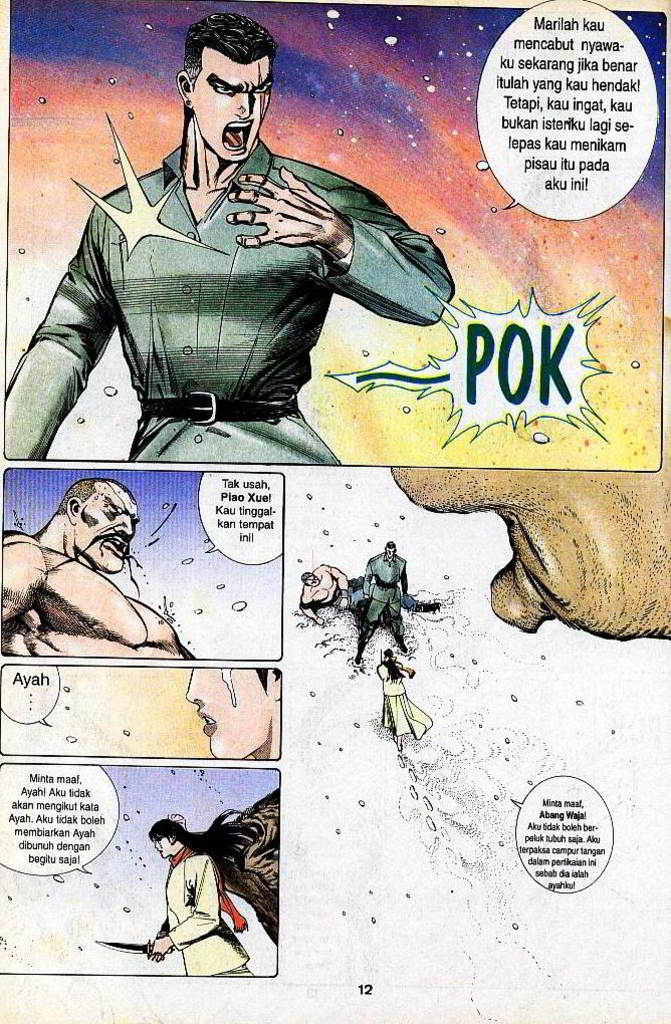 Marilah kau
mencabut nyawa-
ku sekarang jika benar
itulah yang kau hendak!
Tetapi, kau ingat, kau
bukan isteriku lagi se-
lepas kau menikam
pisau itu pada
aku ini!
POK
Tak usah,
Piao Xue!
Kau tinggal-
kan tempat
ini!
Ayah
...
Minta maaf,
Ayah! Aku tidak
akan mengikut kata
Ayah. Aku tidak boleh
membiarkan Ayah
dibunuh dengan
begitu saja!
Minta maaf,
Abang Waja!
Aku tidak boleh ber-
peluk tubuh saja. Aku
terpaksa campur tangan
dalam pertikaian ini
sebab dia ialah
ayahku!
12